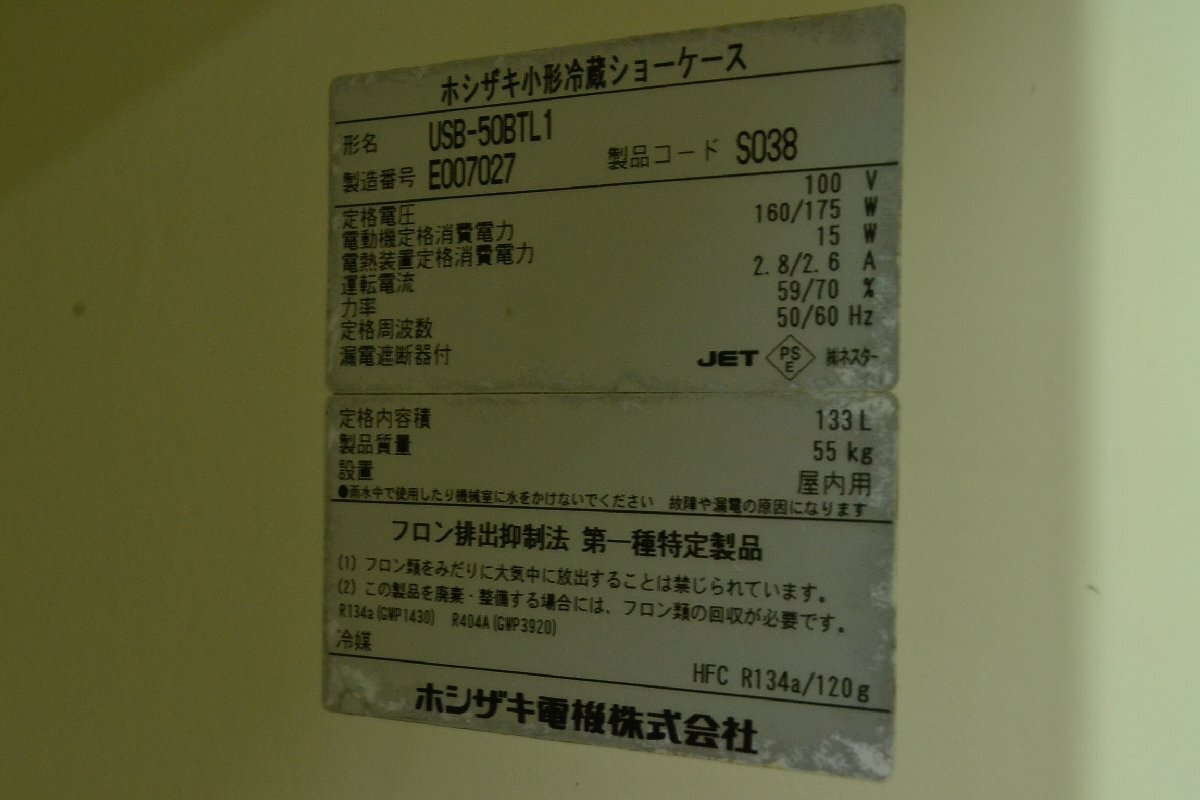 ホシザキ小形冷蔵ショーケース
形名 USB-50BTL1
製造番号 E007027 製品コード S038
定格電圧 100 V
電動機定格消費電力 160/175 W
電熱装置定格消費電力 15 W
運転電流 2.8/2.6 A
力率 59/70 %
定格周波数 50/60 Hz
漏電遮断器付 JET PSE ㈱ネスター
定格内容積 133 L
製品質量 55 kg
設置 屋内用
●雨水中で使用したり機械室に水をかけないでください 故障や漏電の原因になります
フロン排出抑制法 第一種特定製品
(1) フロン類をみだりに大気中に放出することは禁じられています。
(2) この製品を廃棄・整備する場合には、フロン類の回収が必要です。
R134a(GWP1430) R404A(GWP3920)
冷媒 HFC R134a/120g
ホシザキ電機株式会社